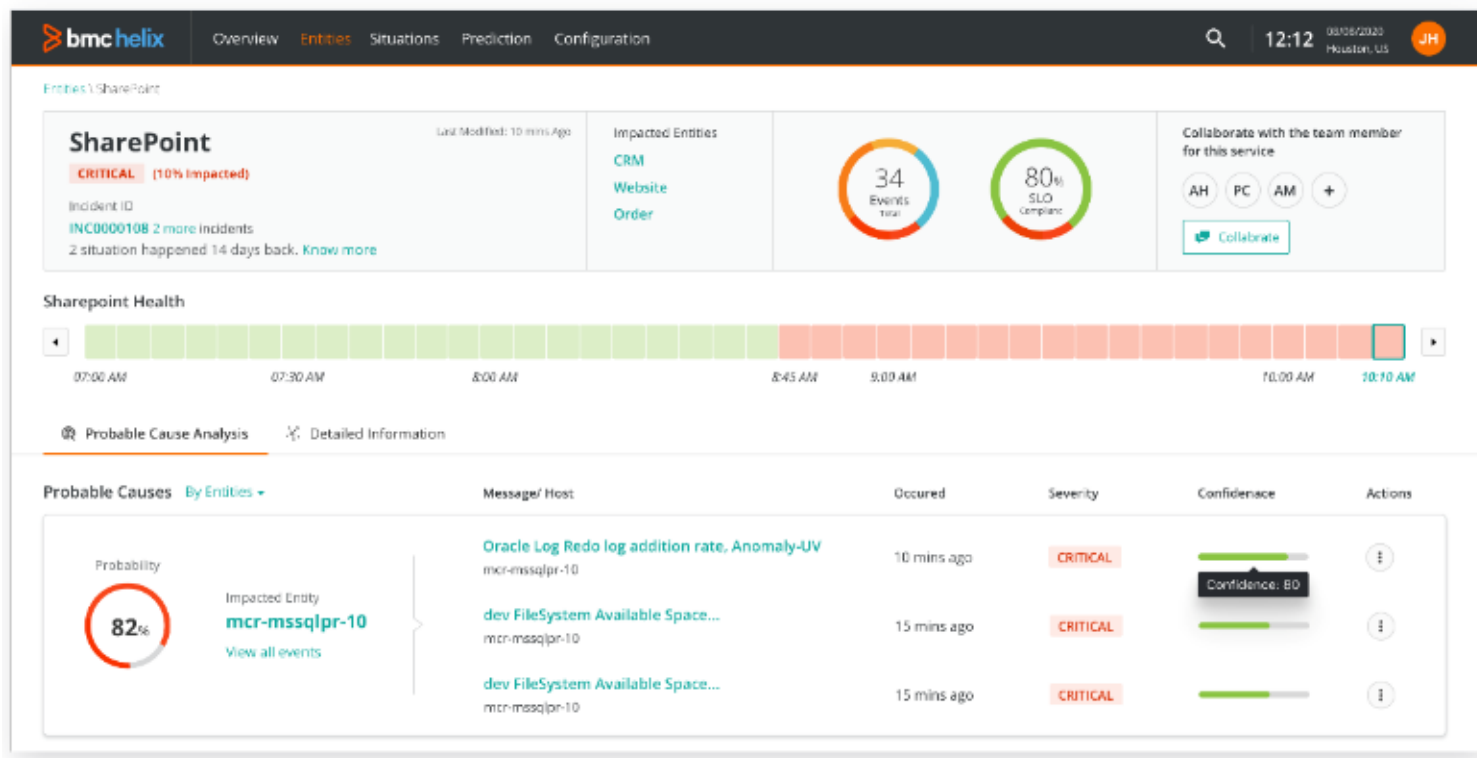 bmc helix Overview Entities Situations Prediction Configuration 12:12 08/08/2020 JH
Houston, US
Entities \ SharePoint
SharePoint Last Modified: 10 mins Ago
CRITICAL (10% Impacted)
Incident ID
INC0000108 2 more incidents
2 situation happened 14 days back. Know more
Impacted Entities
CRM
Website
Order
34
Events
Total
80%
SLO
Compliant
Collaborate with the team member
for this service
AH PC AM +
Collabrate
Sharepoint Health
07:00 AM 07:30 AM 8:00 AM 8:45 AM 9:00 AM 10:00 AM 10:10 AM
Probable Cause Analysis Detailed Information
Probable Causes By Entities Message/ Host Occured Severity Confidenace Actions
Probability
82%
Impacted Entity
mcr-mssqlpr-10
View all events
Oracle Log Redo log addition rate, Anomaly-UV 10 mins ago CRITICAL
mcr-mssqlpr-10
Confidence: 80
dev FileSystem Available Space... 15 mins ago CRITICAL
mcr-mssqlpr-10
dev FileSystem Available Space... 15 mins ago CRITICAL
mcr-mssqlpr-10